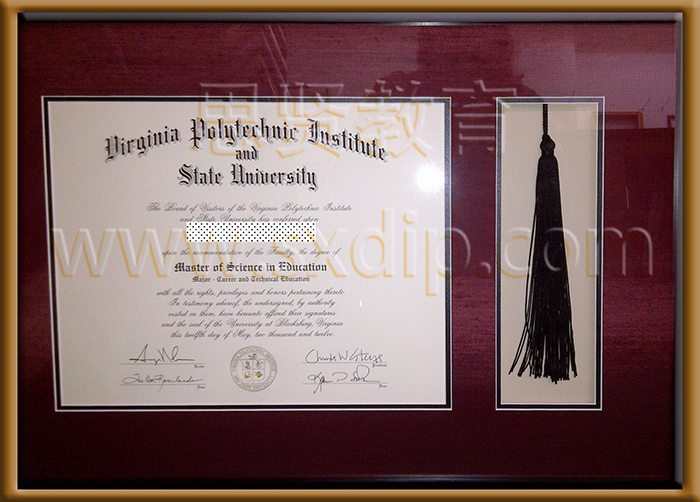 思贤教育
Virginia Polytechnic Institute
and
State University
The Board of Visitors of the Virginia Polytechnic Institute
and State University has conferred upon
upon the recommendation of the Faculty, the degree of
Master of Science in Education
Major - Career and Technical Education
with all the rights, privileges and honors pertaining thereto
In testimony whereof, the undersigned, by authority
vested in them, have hereunto affixed their signatures
and the seal of the University at Blacksburg, Virginia
this twelfth day of May, two thousand and twelve.